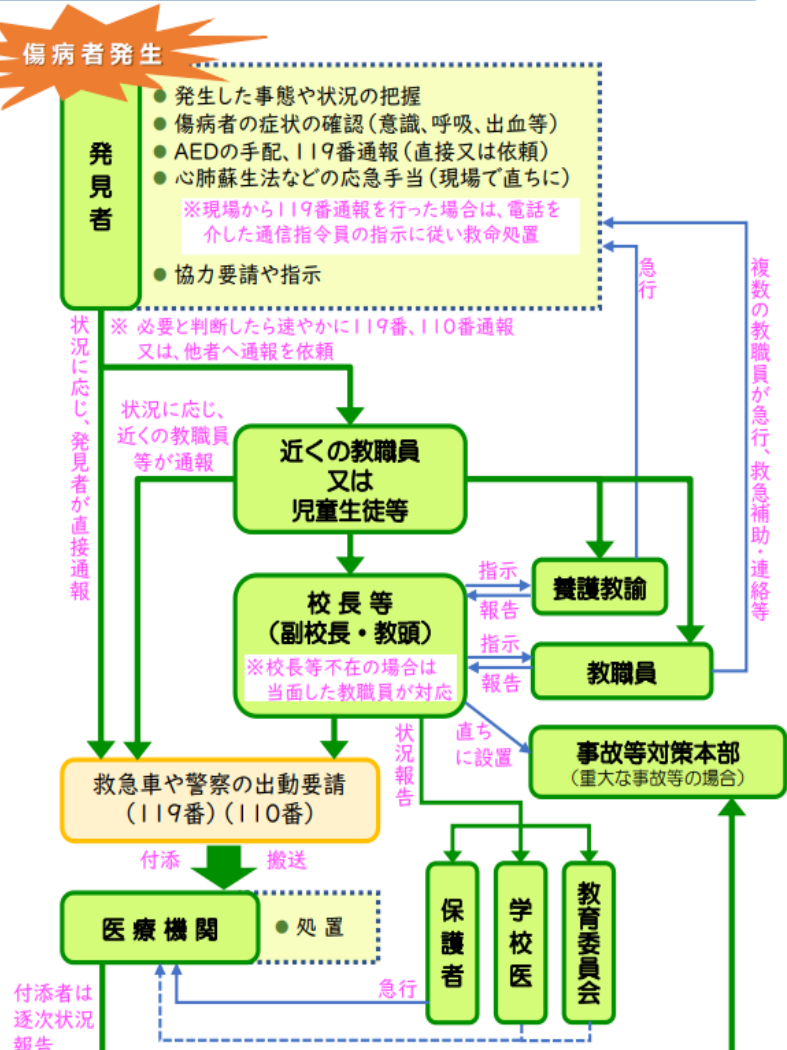 傷病者発生
発見者
● 発生した事態や状況の把握
● 傷病者の症状の確認（意識、呼吸、出血等）
● AEDの手配、119番通報（直接又は依頼）
● 心肺蘇生法などの応急手当（現場で直ちに）
※現場から119番通報を行った場合は、電話を
介した通信指令員の指示に従い救命処置
● 協力要請や指示
急行
複数の教職員が急行、救急補助・連絡等
状況に応じ、発見者が直接通報
※ 必要と判断したら速やかに119番、110番通報
又は、他者へ通報を依頼
状況に応じ、
近くの教職員
等が通報
近くの教職員
又は
児童生徒等
校長等
（副校長・教頭）
※校長等不在の場合は
当面した教職員が対応
指示
報告
養護教諭
指示
報告
教職員
状況報告
直ち
に設置
事故等対策本部
（重大な事故等の場合）
救急車や警察の出動要請
（119番）（110番）
付添
搬送
医療機関
● 処置
保護者
学校医
教育委員会
急行
付添者は
逐次状況
報告